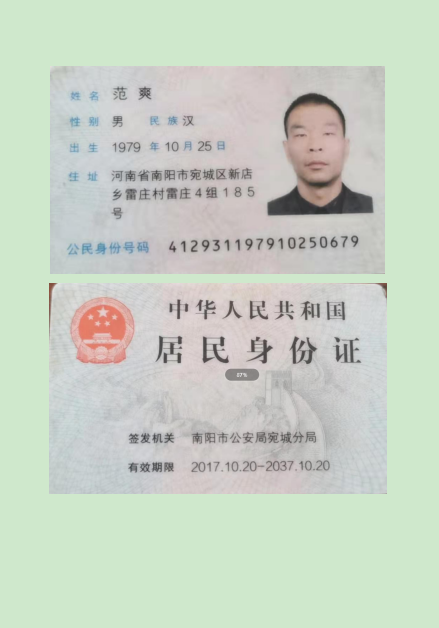 姓名 范爽
性别 男 民族 汉
出生 1979 年 10 月 25 日
住址 河南省南阳市宛城区新店
乡雷庄村雷庄4组185
号
公民身份号码 412931197910250679
中华人民共和国
居民身份证
37%
签发机关 南阳市公安局宛城分局
有效期限 2017.10.20-2037.10.20